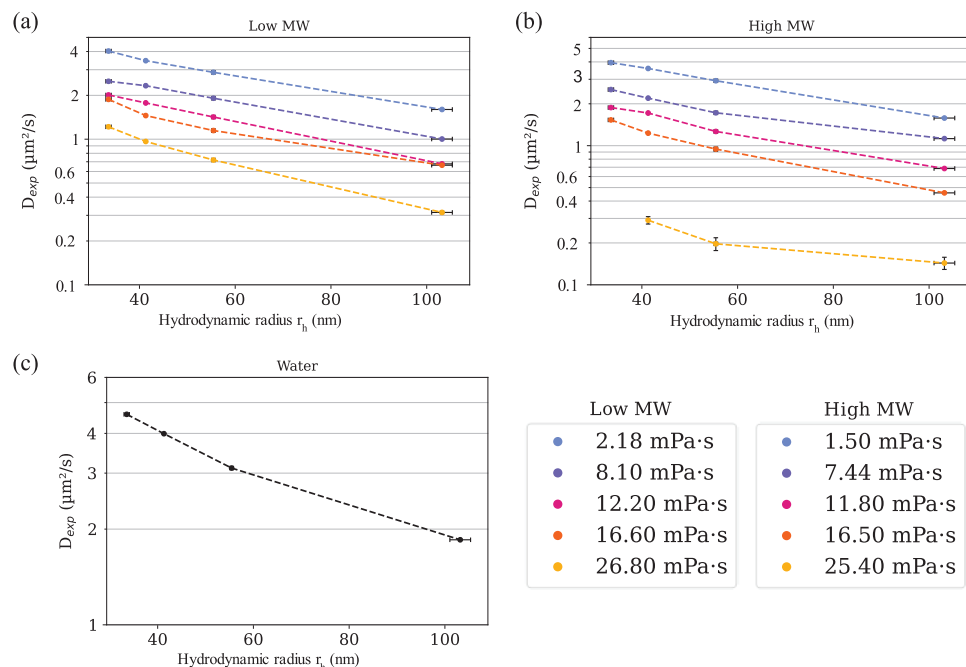 (a)
Low MW
4
2
1
0.6
0.4
0.2
0.1
D_exp (µm²/s)
40 60 80 100
Hydrodynamic radius r_h (nm)
(b)
High MW
5
3
2
1
0.6
0.4
0.2
0.1
D_exp (µm²/s)
40 60 80 100
Hydrodynamic radius r_h (nm)
(c)
Water
6
4
3
2
1
D_exp (µm²/s)
40 60 80 100
Hydrodynamic radius r_h (nm)
Low MW
2.18 mPa·s
8.10 mPa·s
12.20 mPa·s
16.60 mPa·s
26.80 mPa·s
High MW
1.50 mPa·s
7.44 mPa·s
11.80 mPa·s
16.50 mPa·s
25.40 mPa·s